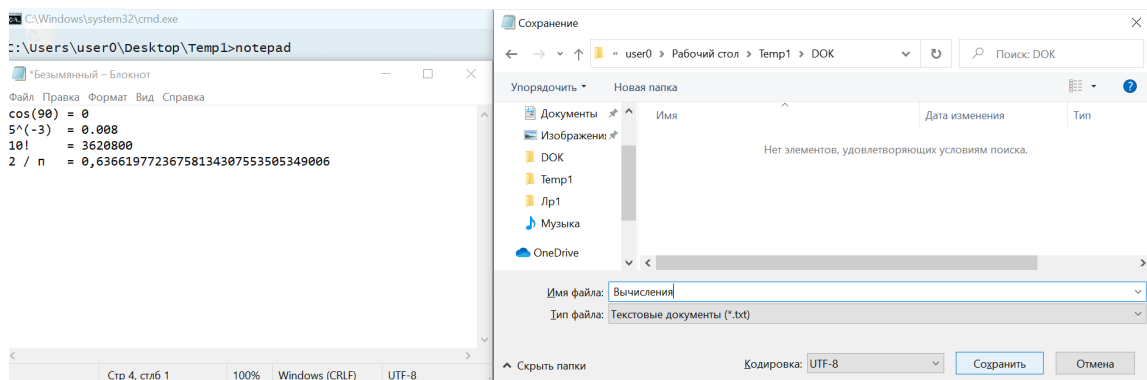 C:\Windows\system32\cmd.exe
C:\Users\user0\Desktop\Temp1>notepad
*Безымянный – Блокнот
Файл Правка Формат Вид Справка
cos(90) = 0
5^(-3) = 0.008
10! = 3620800
2 / п = 0,63661977236758134307553505349006
Стр 4, стлб 1 100% Windows (CRLF) UTF-8
Сохранение
« user0 > Рабочий стол > Temp1 > DOK
Поиск: DOK
Упорядочить Новая папка
Документы
Изображени
DOK
Temp1
Лр1
Музыка
OneDrive
Имя Дата изменения Тип
Нет элементов, удовлетворяющих условиям поиска.
Имя файла: Вычисления
Тип файла: Текстовые документы (*.txt)
Скрыть папки Кодировка: UTF-8 Сохранить Отмена